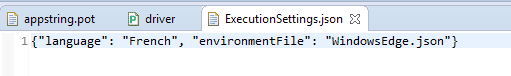 appstring.pot driver ExecutionSettings.json
1 {"language": "French", "environmentFile": "WindowsEdge.json"}